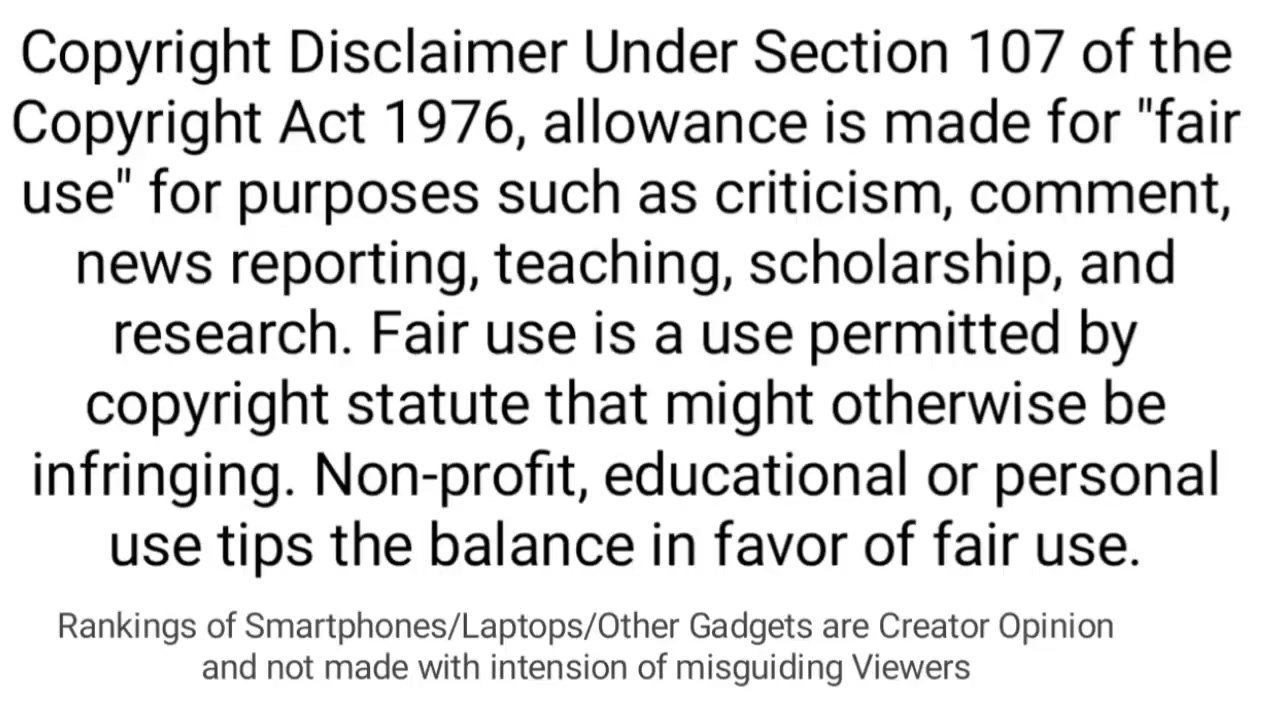 Copyright Disclaimer Under Section 107 of the
Copyright Act 1976, allowance is made for "fair
use" for purposes such as criticism, comment,
news reporting, teaching, scholarship, and
research. Fair use is a use permitted by
copyright statute that might otherwise be
infringing. Non-profit, educational or personal
use tips the balance in favor of fair use.
Rankings of Smartphones/Laptops/Other Gadgets are Creator Opinion
and not made with intension of misguiding Viewers